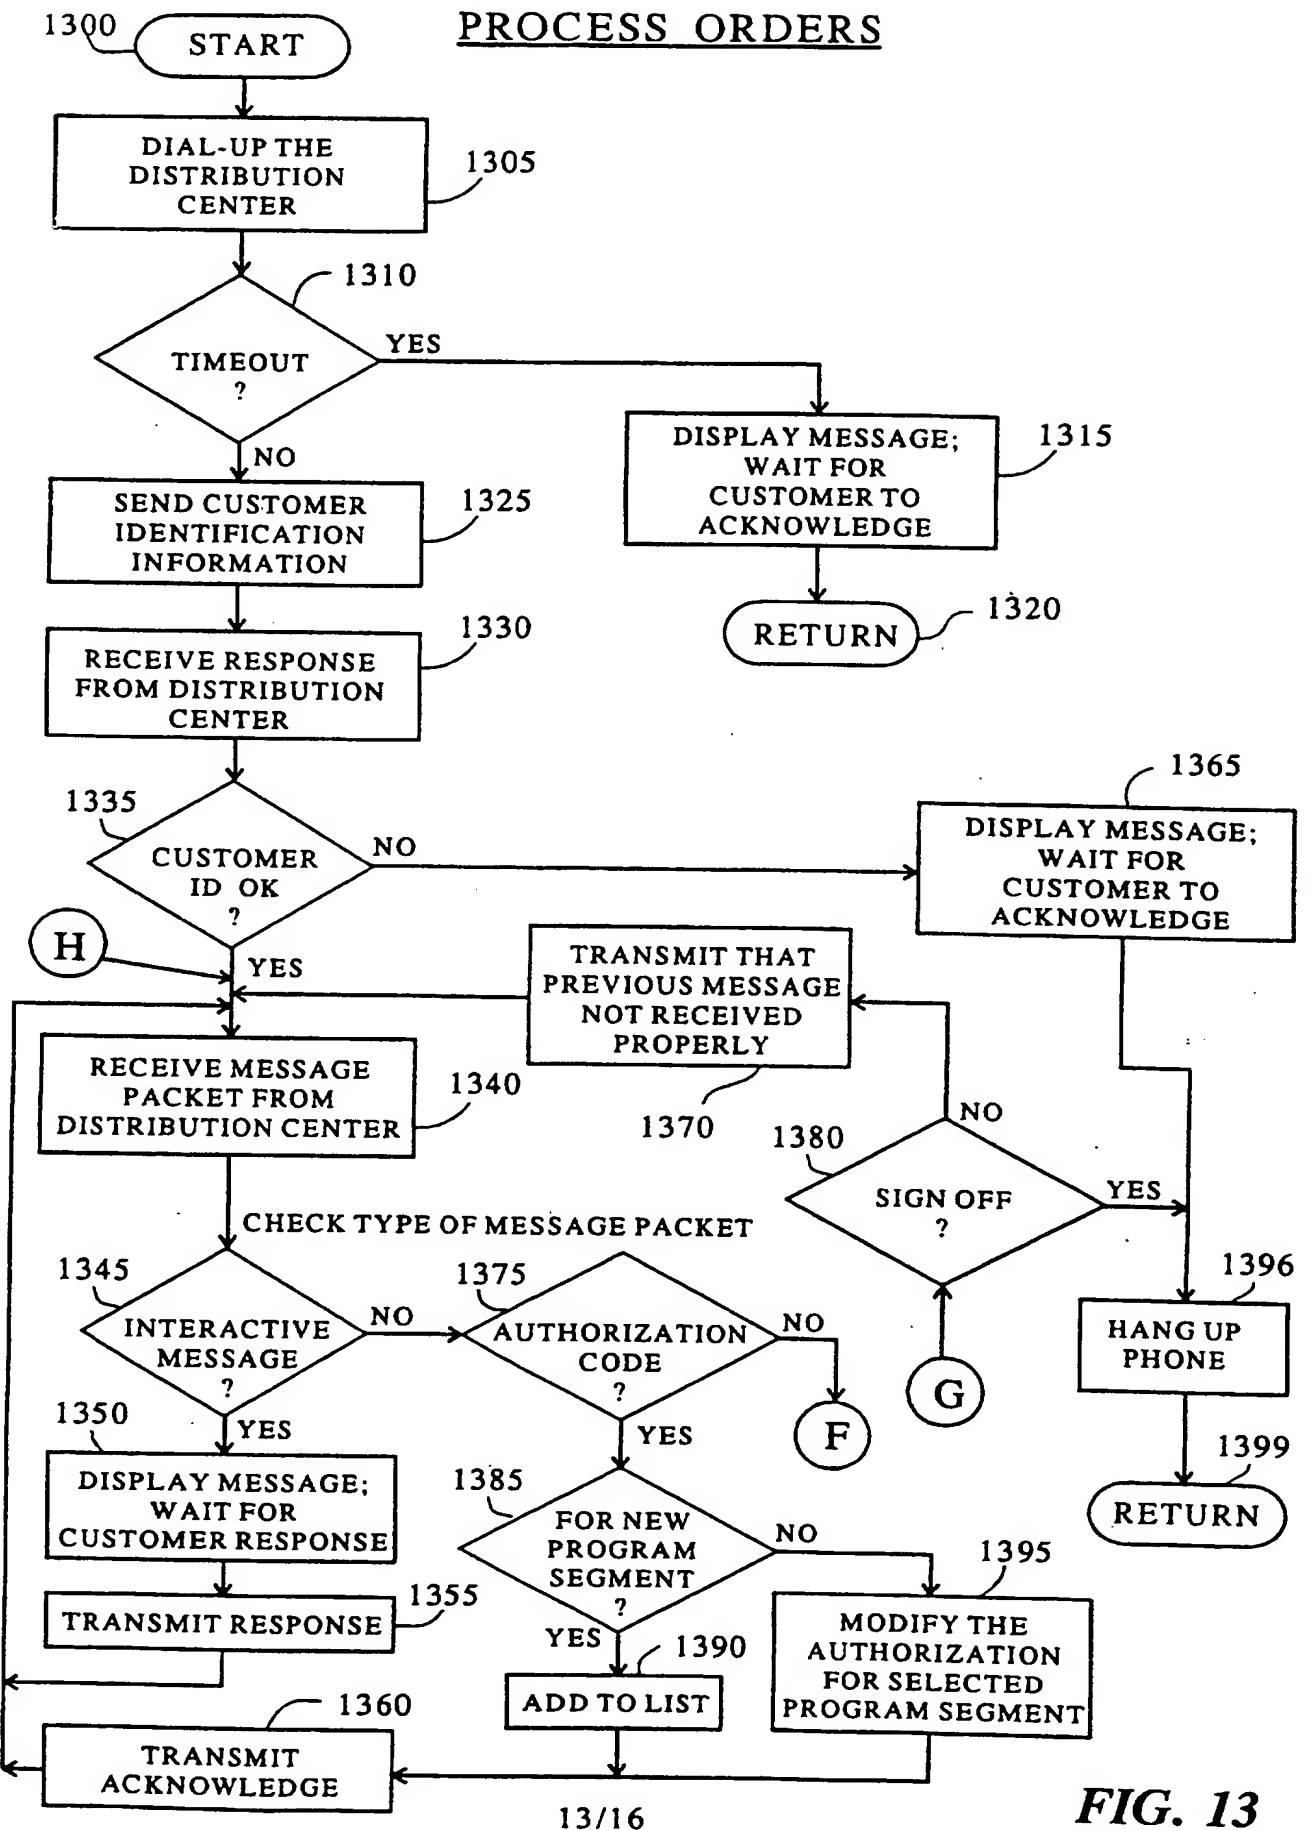 1300
START
PROCESS ORDERS
DIAL-UP THE
DISTRIBUTION
CENTER
1305
1310
TIMEOUT
?
YES
NO
DISPLAY MESSAGE;
WAIT FOR
CUSTOMER TO
ACKNOWLEDGE
1315
SEND CUSTOMER
IDENTIFICATION
INFORMATION
1325
RETURN
1320
RECEIVE RESPONSE
FROM DISTRIBUTION
CENTER
1330
1335
CUSTOMER
ID OK
?
NO
YES
1365
DISPLAY MESSAGE;
WAIT FOR
CUSTOMER TO
ACKNOWLEDGE
H
TRANSMIT THAT
PREVIOUS MESSAGE
NOT RECEIVED
PROPERLY
1370
RECEIVE MESSAGE
PACKET FROM
DISTRIBUTION CENTER
1340
1380
NO
SIGN OFF
?
YES
CHECK TYPE OF MESSAGE PACKET
1345
INTERACTIVE
MESSAGE
?
NO
YES
1375
AUTHORIZATION
CODE
?
NO
YES
F
G
1396
HANG UP
PHONE
1399
RETURN
1350
DISPLAY MESSAGE;
WAIT FOR
CUSTOMER RESPONSE
1385
FOR NEW
PROGRAM
SEGMENT
?
NO
YES
1395
MODIFY THE
AUTHORIZATION
FOR SELECTED
PROGRAM SEGMENT
TRANSMIT RESPONSE
1355
1390
ADD TO LIST
1360
TRANSMIT
ACKNOWLEDGE
13/16
FIG. 13